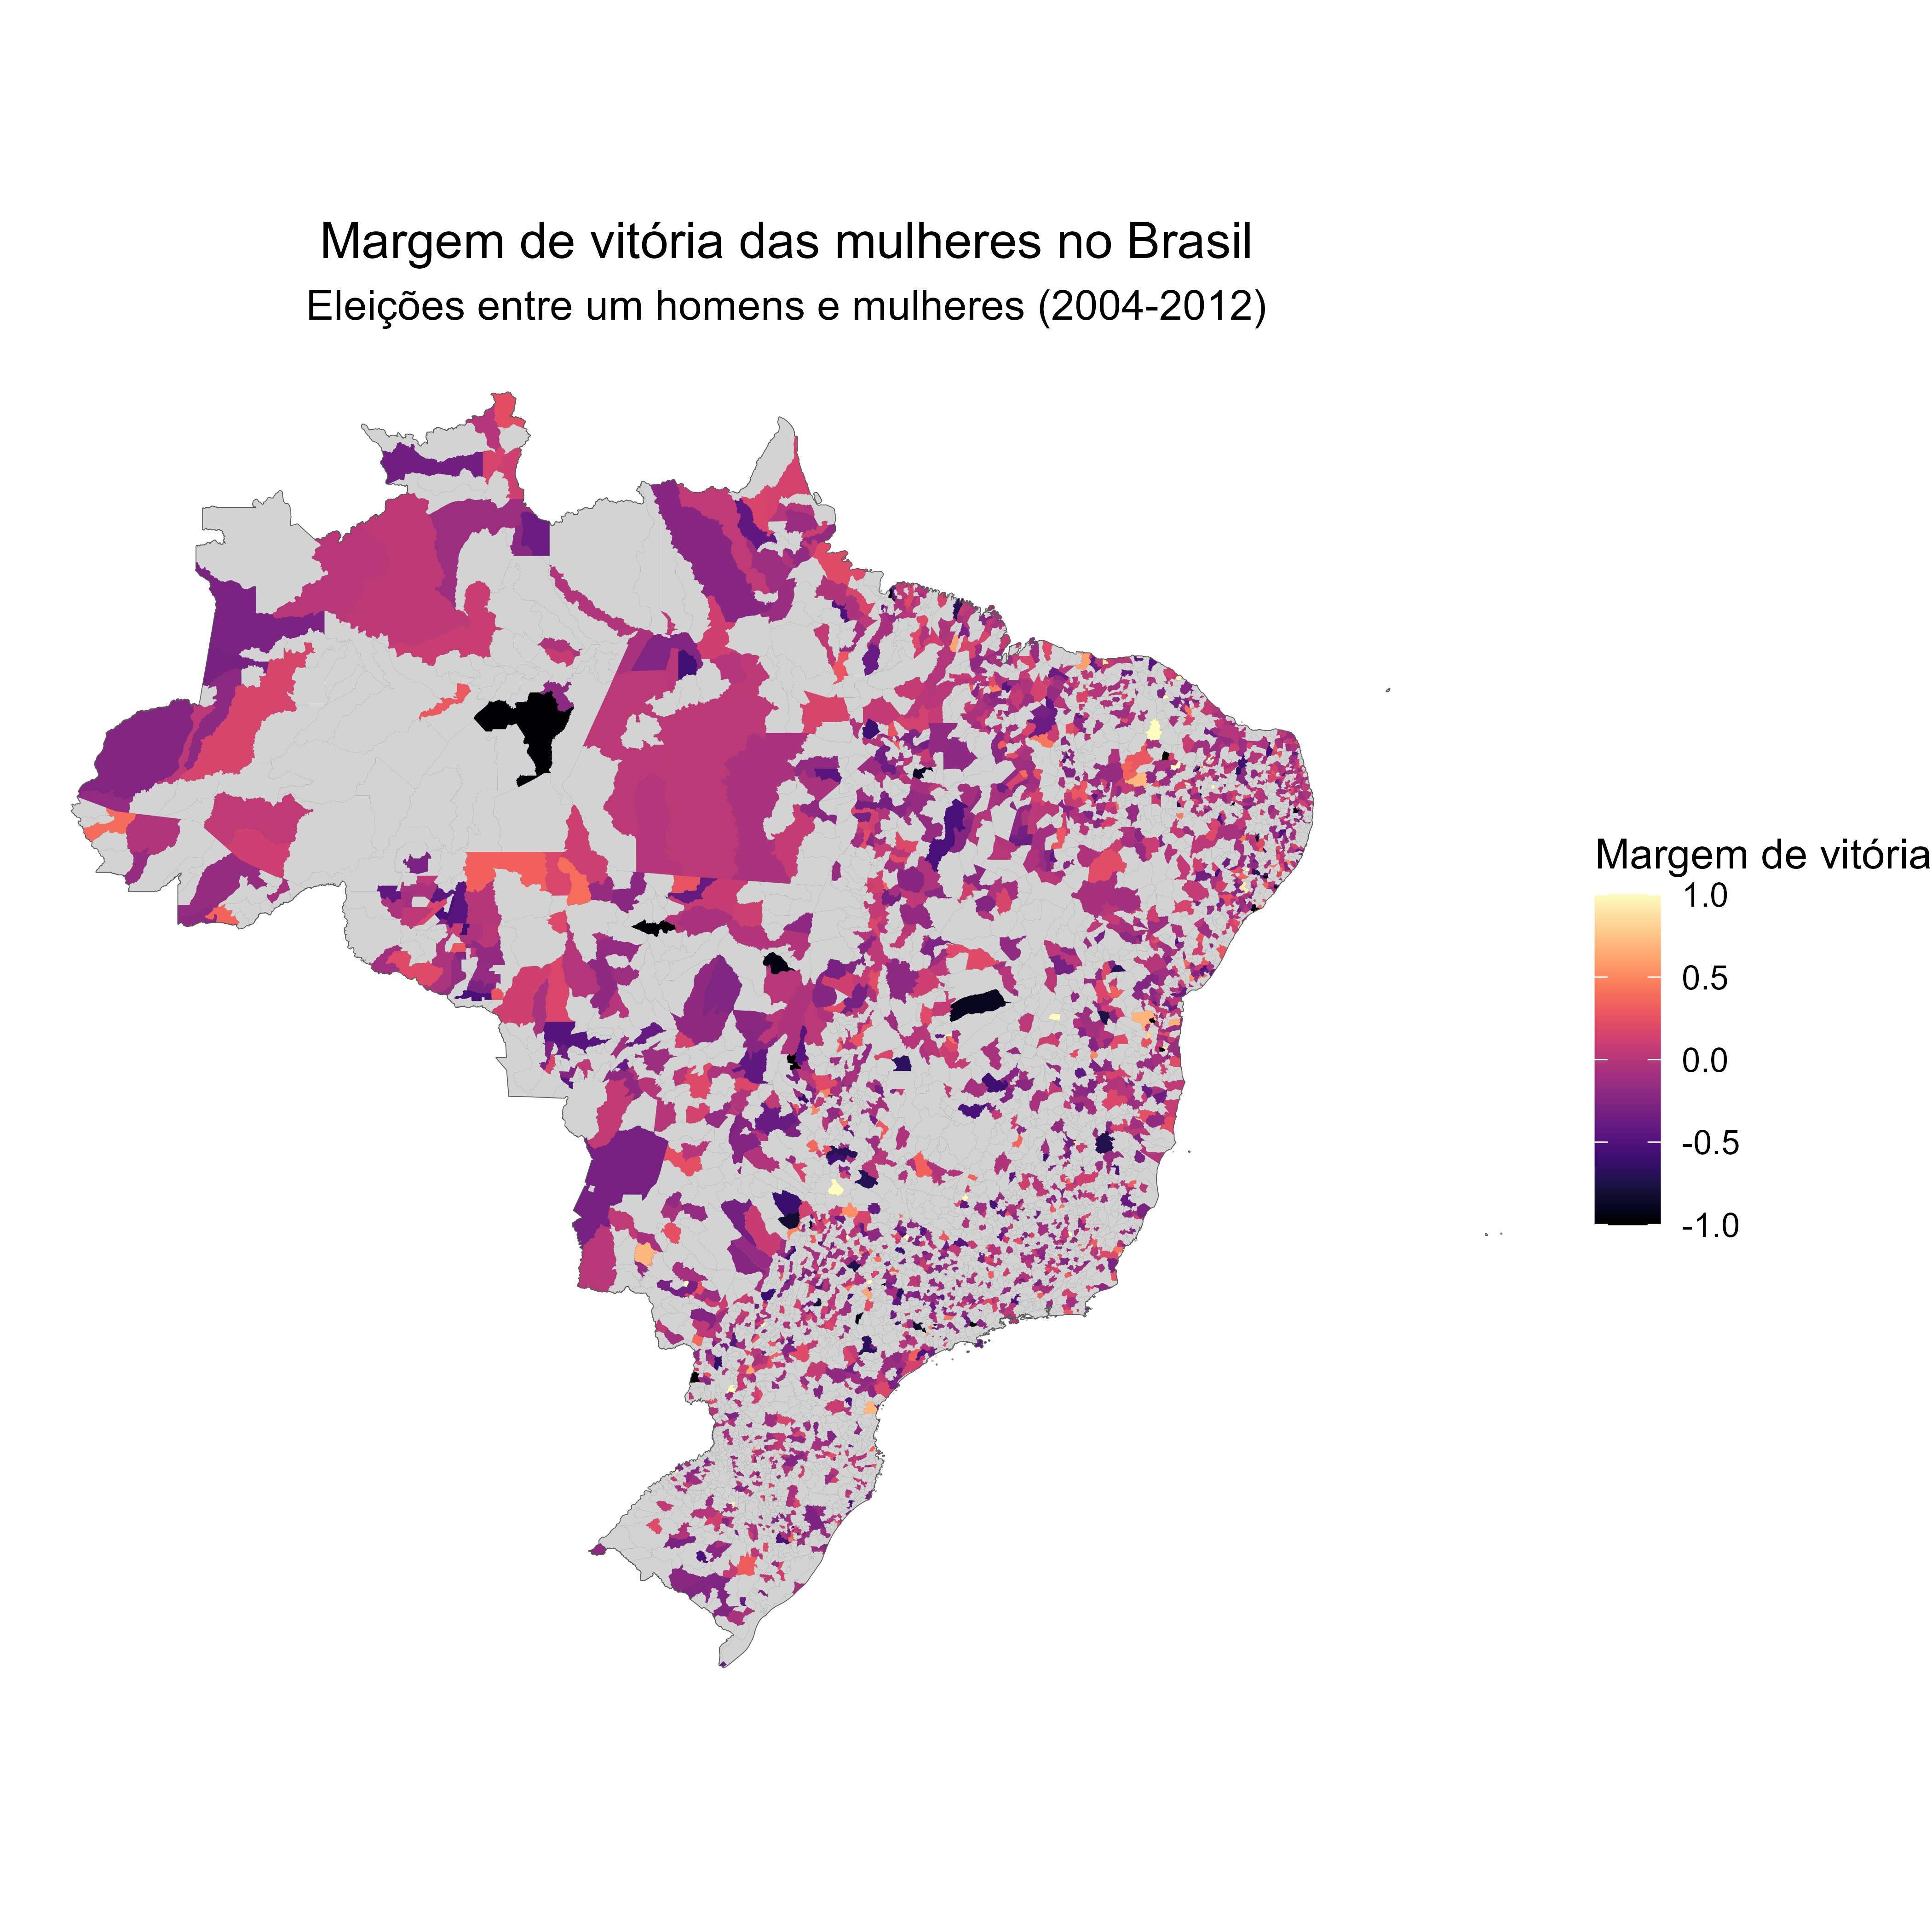 Margem de vitória das mulheres no Brasil
Eleições entre um homens e mulheres (2004-2012)
Margem de vitória
1.0
0.5
0.0
-0.5
-1.0